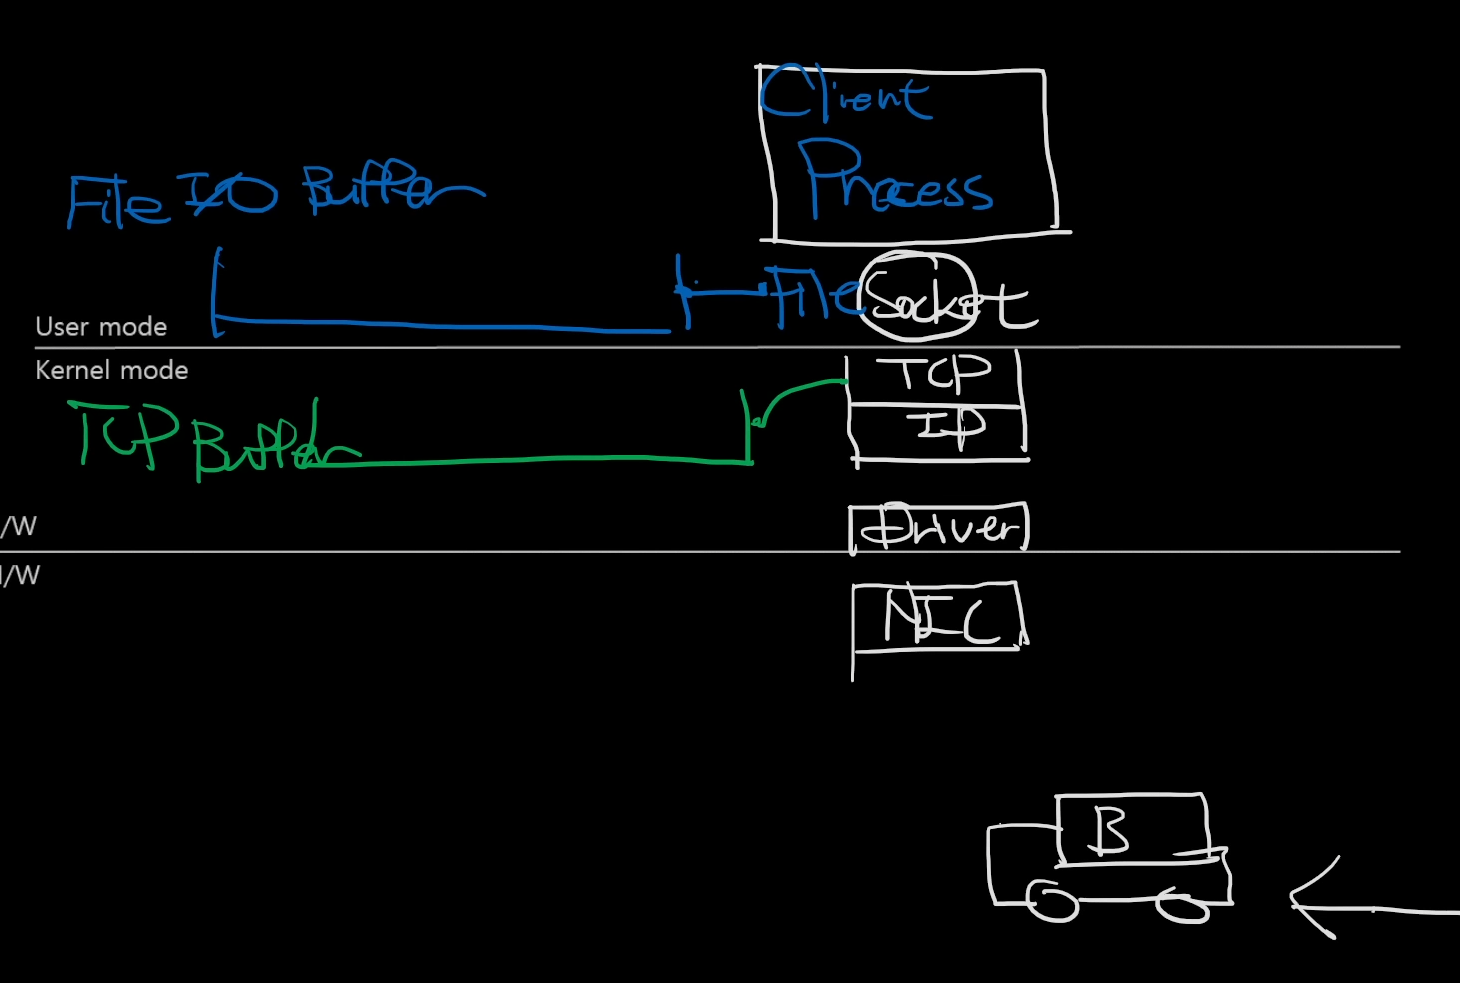 Client
Process
File I/O Buffer
File Socket
User mode
Kernel mode
TCP
IP
TCP Buffer
Driver
/W
/W
NIC
B